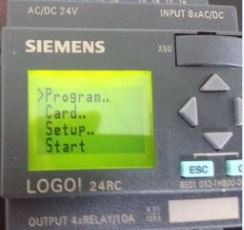 AC/DC 24V INPUT 8xAC/DC
SIEMENS X50
>Program..
Card..
Setup..
Start
ESC
LOGO! 24RC
OUTPUT 4xRELAY/10A